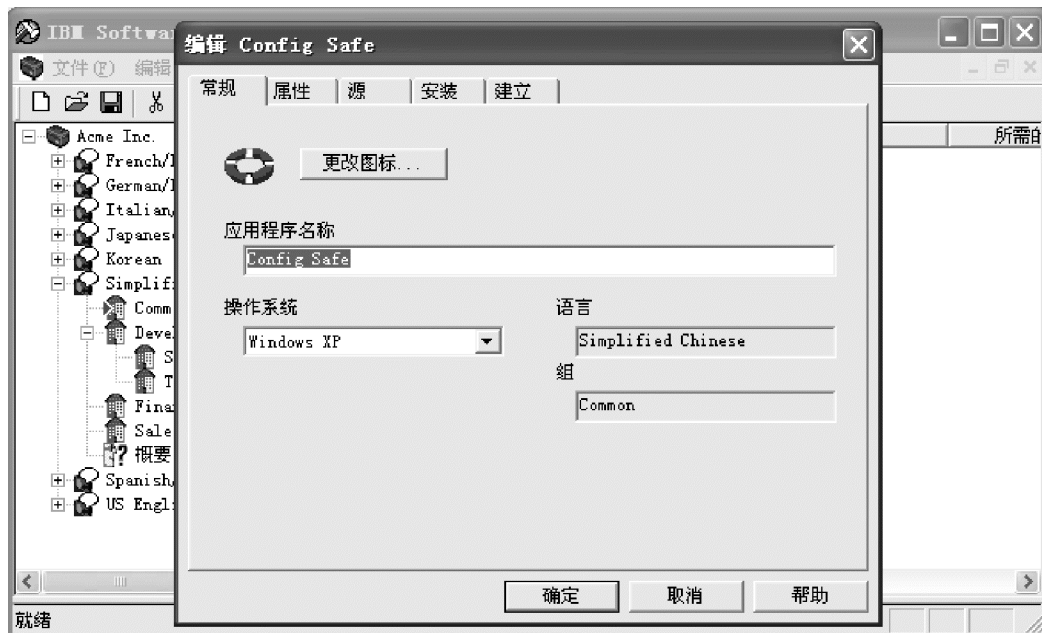 IBM Softwa
编辑 Config Safe
文件(F) 编辑
常规 属性 源 安装 建立
Acme Inc.
所需的
French/
更改图标...
German/
Italian/
Japanes
应用程序名称
Korean
Config Safe
Simplif
操作系统
语言
Comm
Windows XP
Simplified Chinese
Devel
S
组
T
Common
Fina
Sale
概要
Spanish/
US Engl
确定 取消 帮助
就绪